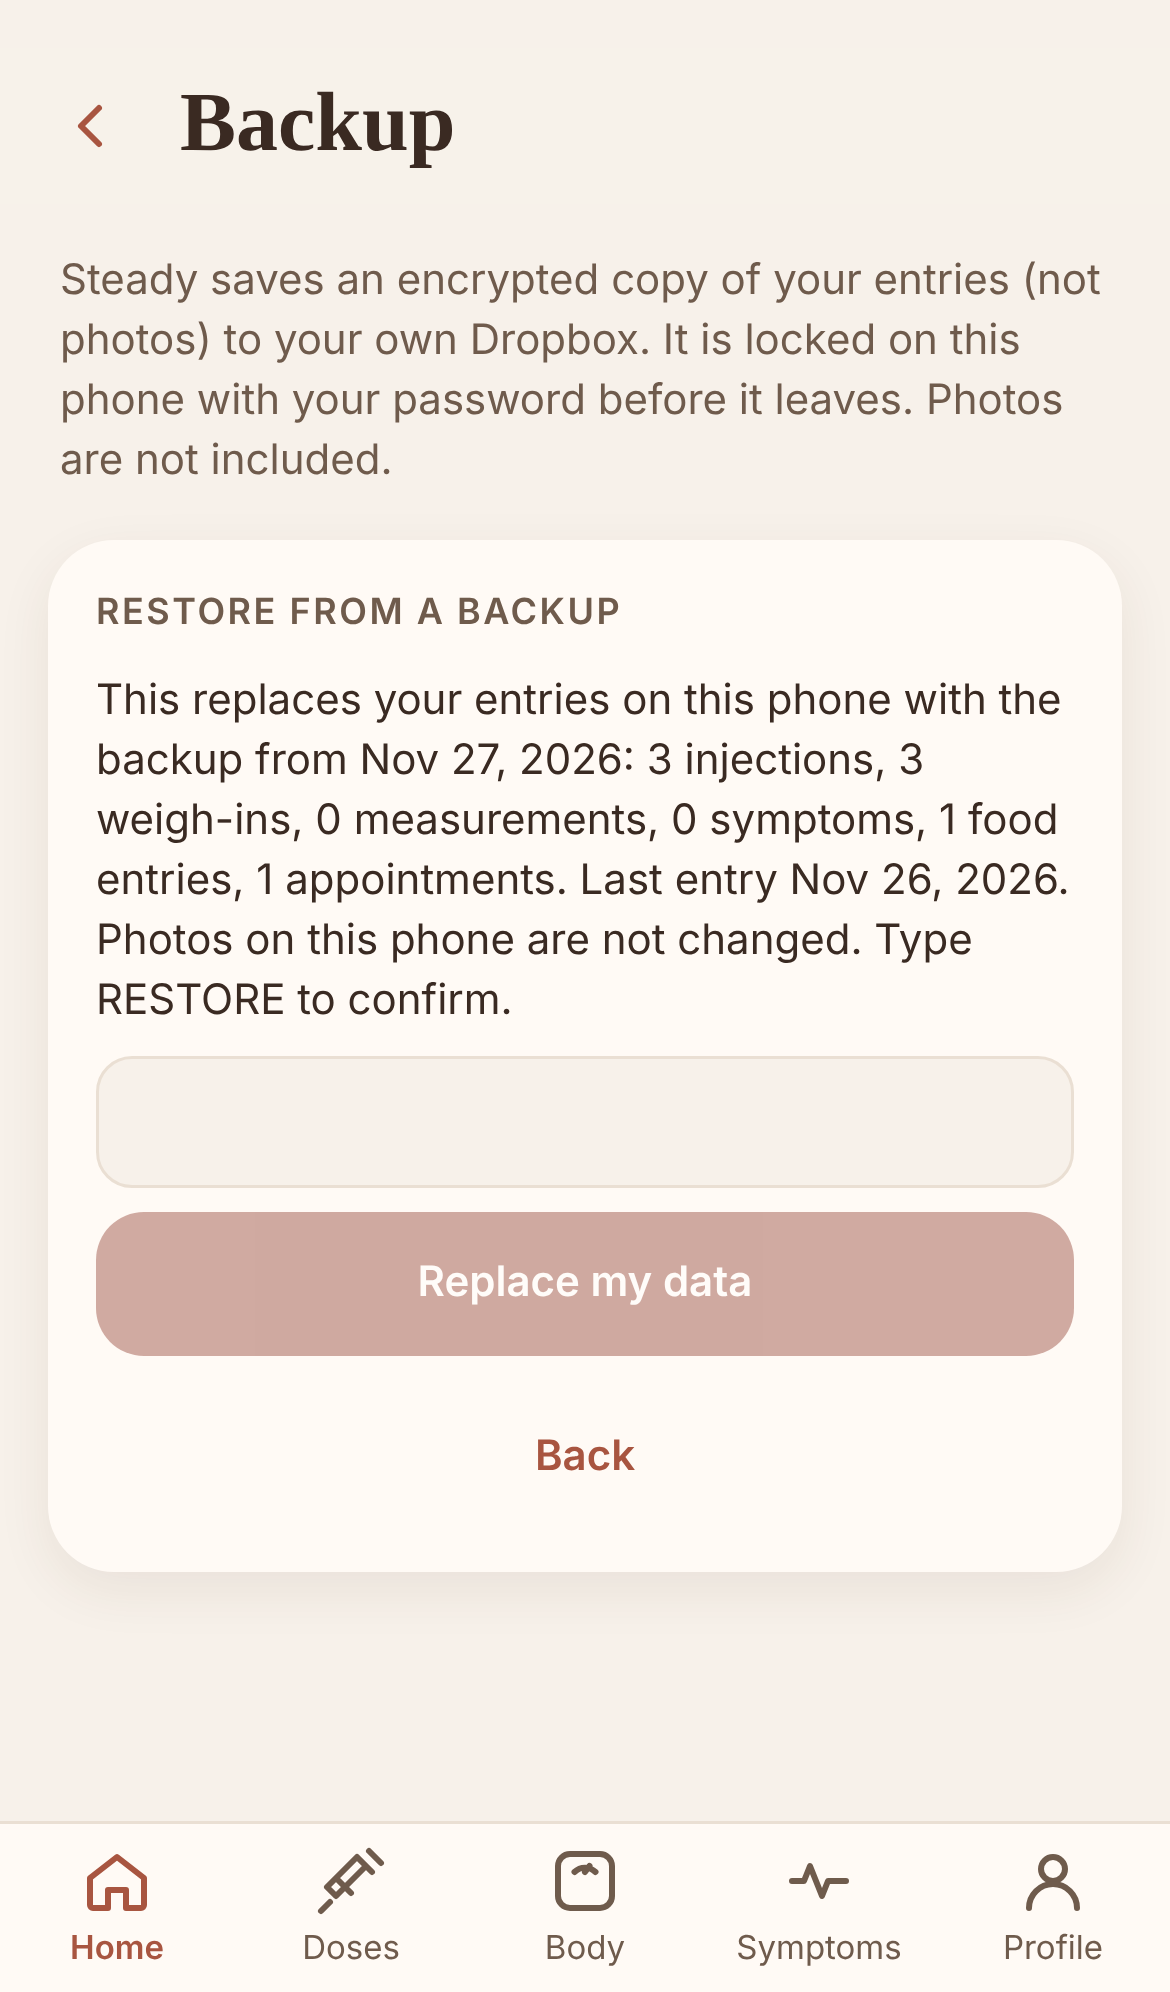 Backup
Steady saves an encrypted copy of your entries (not
photos) to your own Dropbox. It is locked on this
phone with your password before it leaves. Photos
are not included.
RESTORE FROM A BACKUP
This replaces your entries on this phone with the
backup from Nov 27, 2026: 3 injections, 3
weigh-ins, 0 measurements, 0 symptoms, 1 food
entries, 1 appointments. Last entry Nov 26, 2026.
Photos on this phone are not changed. Type
RESTORE to confirm.
Replace my data
Back
Home
Doses
Body
Symptoms
Profile